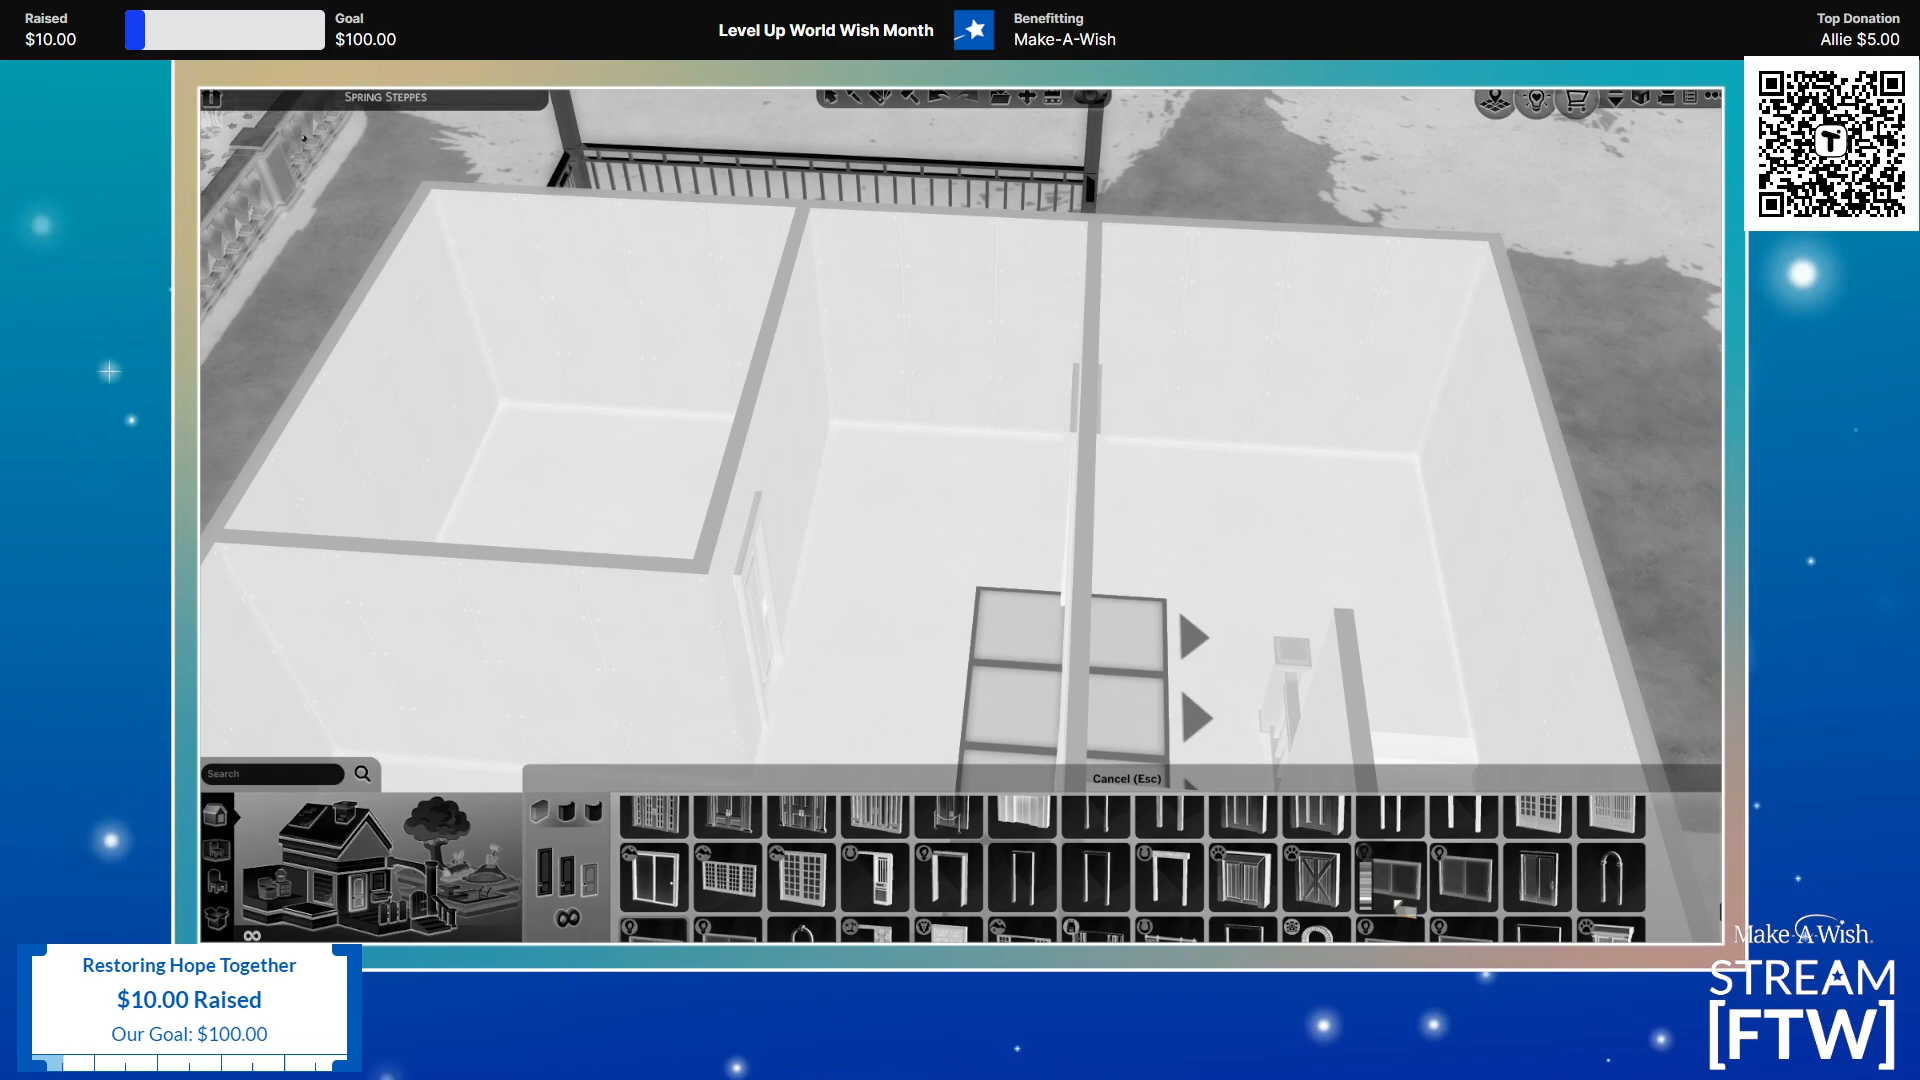 Raised
$10.00
Goal
$100.00
Level Up World Wish Month
Benefitting
Make-A-Wish
Top Donation
Allie $5.00
SPRING STEPPES
Search
Cancel (Esc)
Restoring Hope Together
$10.00 Raised
Our Goal: $100.00
Make-A-Wish.
STREAM
[FTW]